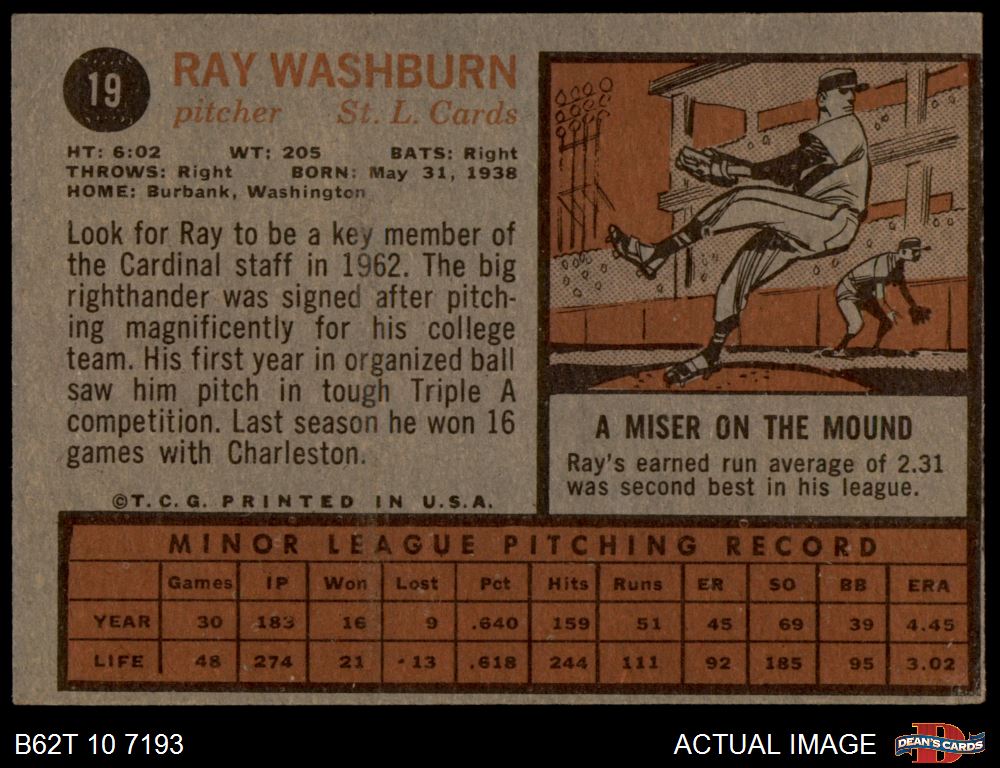 19
RAY WASHBURN
pitcher St. L. Cards
HT: 6:02 WT: 205 BATS: Right
THROWS: Right BORN: May 31, 1938
HOME: Burbank, Washington
Look for Ray to be a key member of
the Cardinal staff in 1962. The big
righthander was signed after pitch-
ing magnificently for his college
team. His first year in organized ball
saw him pitch in tough Triple A
competition. Last season he won 16
games with Charleston.
©T.C.G. PRINTED IN U.S.A.
A MISER ON THE MOUND
Ray's earned run average of 2.31
was second best in his league.
MINOR LEAGUE PITCHING RECORD
Games IP Won Lost Pct Hits Runs ER SO BB ERA
YEAR 30 183 16 9 .640 159 51 45 69 39 4.45
LIFE 48 274 21 13 .618 244 111 92 185 95 3.02
B62T 10 7193
ACTUAL IMAGE
DEAN'S CARDS